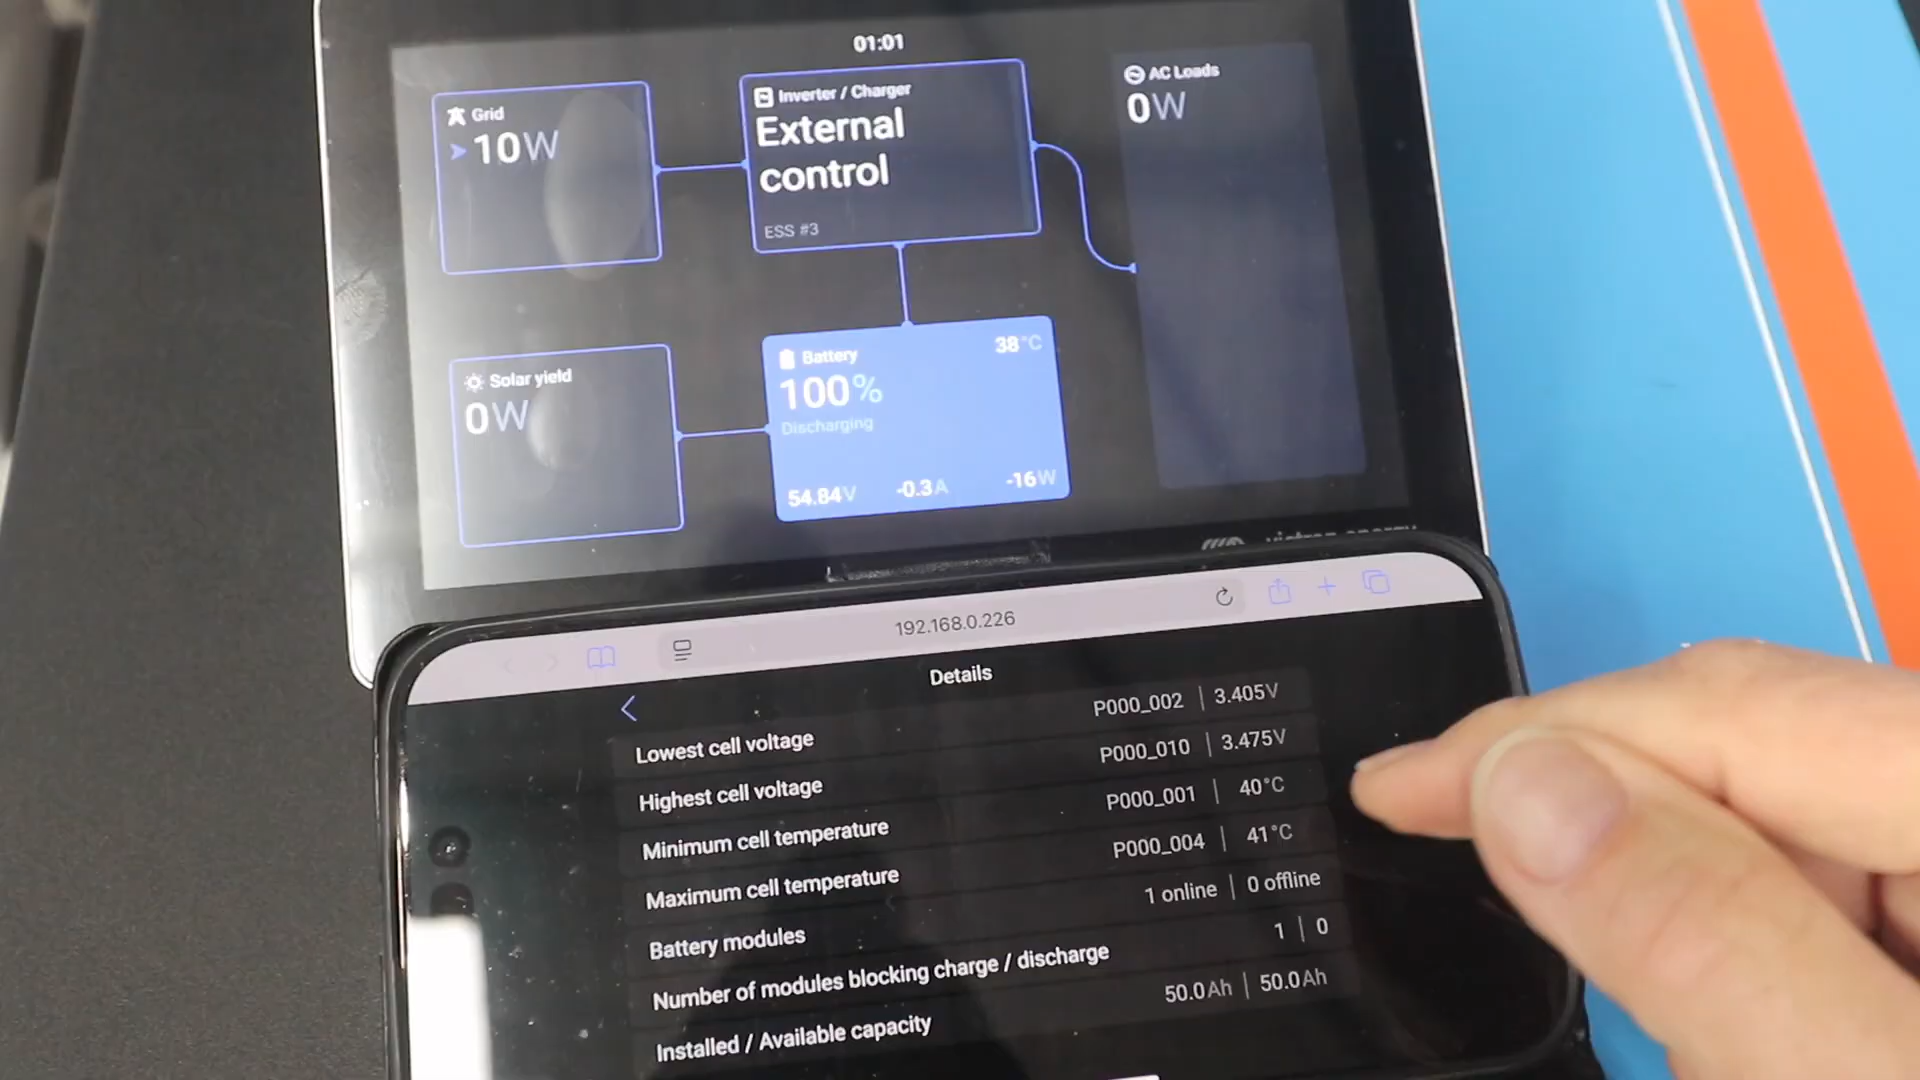 01:01
Grid
10W
Inverter / Charger
External
control
ESS #3
AC Loads
0W
Solar yield
0W
Battery
38°C
100%
Discharging
54.84V
-0.3A
-16W
victron energy
192.168.0.226
Details
Lowest cell voltage P000_002 3.405V
Highest cell voltage P000_010 3.475V
Minimum cell temperature P000_001 40°C
Maximum cell temperature P000_004 41°C
Battery modules 1 online 0 offline
Number of modules blocking charge / discharge 1 0
Installed / Available capacity 50.0Ah 50.0Ah